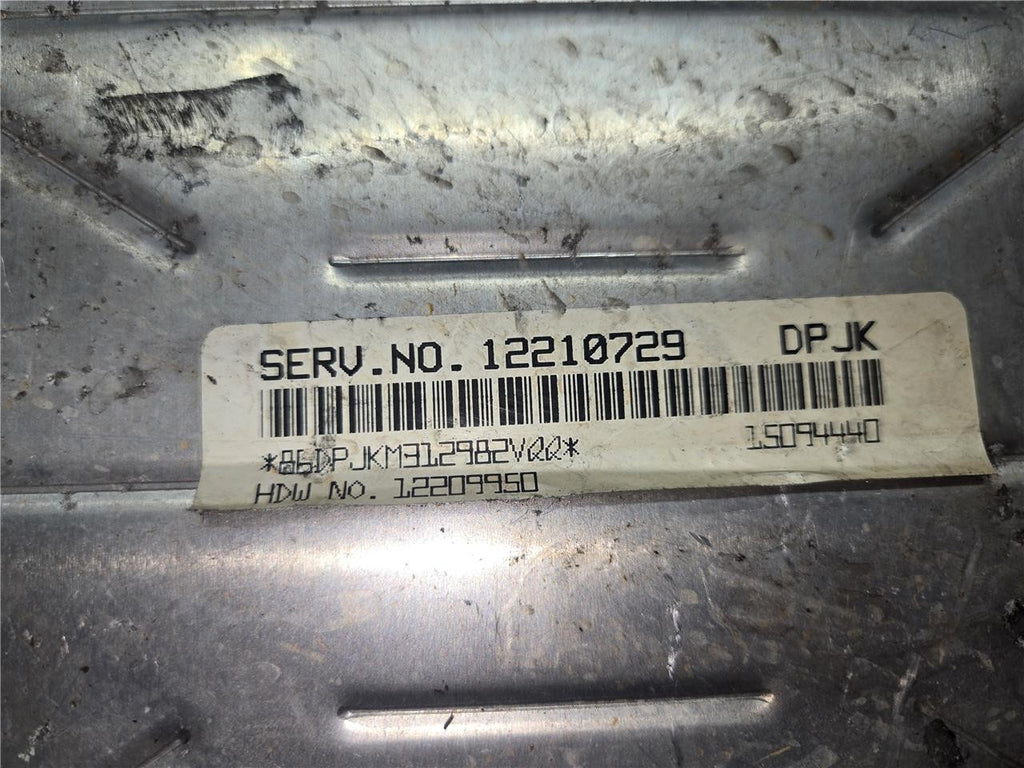 SERV.NO. 12210729 DPJK
*86DPJKM312982VQQ* 15094440
HDW NO. 12209950